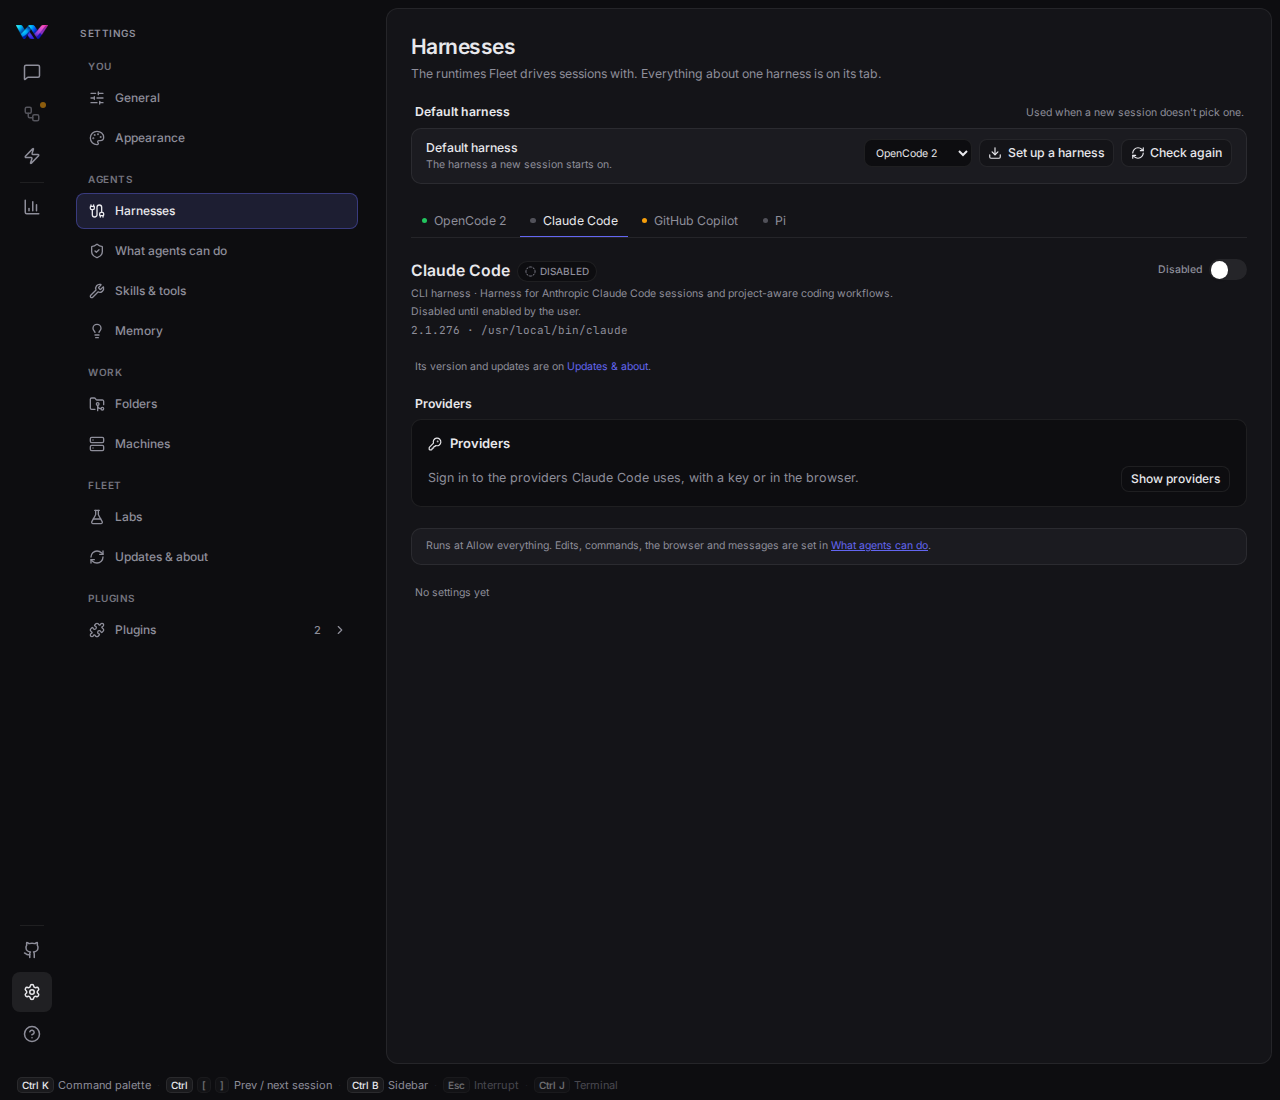 SETTINGS
YOU
General
Appearance
AGENTS
Harnesses
What agents can do
Skills & tools
Memory
WORK
Folders
Machines
FLEET
Labs
Updates & about
PLUGINS
Plugins 2
Harnesses
The runtimes Fleet drives sessions with. Everything about one harness is on its tab.
Default harness Used when a new session doesn't pick one.
Default harness
The harness a new session starts on.
OpenCode 2 Set up a harness Check again
OpenCode 2 Claude Code GitHub Copilot Pi
Claude Code DISABLED Disabled
CLI harness · Harness for Anthropic Claude Code sessions and project-aware coding workflows.
Disabled until enabled by the user.
2.1.276 · /usr/local/bin/claude
Its version and updates are on Updates & about.
Providers
Providers
Sign in to the providers Claude Code uses, with a key or in the browser. Show providers
Runs at Allow everything. Edits, commands, the browser and messages are set in What agents can do.
No settings yet
Ctrl K Command palette Ctrl [ ] Prev / next session Ctrl B Sidebar Esc Interrupt Ctrl J Terminal